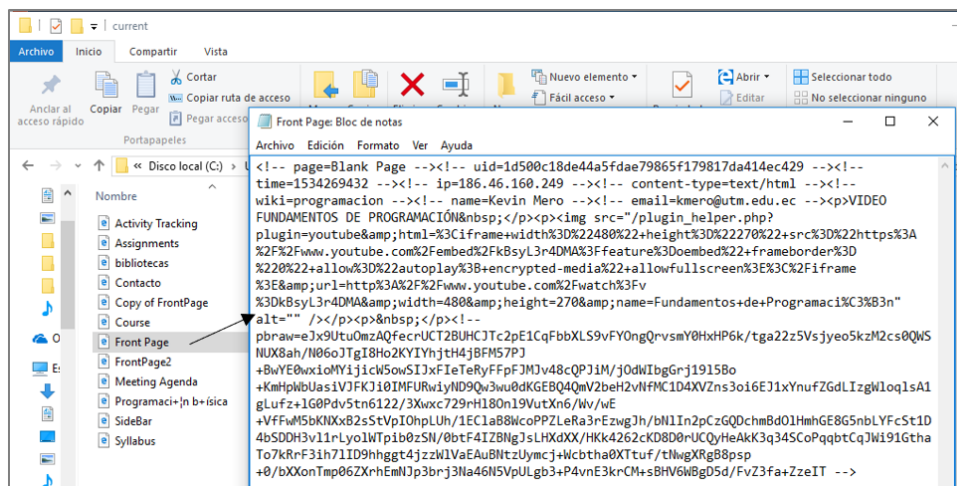 current
Archivo Inicio Compartir Vista
Anclar al acceso rápido
Copiar
Pegar
Cortar
Copiar ruta de acceso
Pegar acceso
Portapapeles
Nuevo elemento
Fácil acceso
Abrir
Editar
Seleccionar todo
No seleccionar ninguno
« Disco local (C:) › U
Nombre
Activity Tracking
Assignments
bibliotecas
Contacto
Copy of FrontPage
Course
Front Page
FrontPage2
Meeting Agenda
Programaci+¦n b+ísica
SideBar
Syllabus
Front Page: Bloc de notas
Archivo Edición Formato Ver Ayuda
<!-- page=Blank Page --><!-- uid=1d500c18de44a5fdae79865f179817da414ec429 --><!--
time=1534269432 --><!-- ip=186.46.160.249 --><!-- content-type=text/html --><!--
wiki=programacion --><!-- name=Kevin Mero --><!-- email=kmero@utm.edu.ec --><p>VIDEO
FUNDAMENTOS DE PROGRAMACIÓN&nbsp;</p><p><img src="/plugin_helper.php?
plugin=youtube&amp;html=%3Ciframe+width%3D%22480%22+height%3D%22270%22+src%3D%22https%3A
%2F%2Fwww.youtube.com%2Fembed%2FkBsyL3r4DMA%3Ffeature%3Doembed%22+frameborder%3D
%220%22+allow%3D%22autoplay%3B+encrypted-media%22+allowfullscreen%3E%3C%2Fiframe
%3E&amp;url=http%3A%2F%2Fwww.youtube.com%2Fwatch%3Fv
%3DkBsyL3r4DMA&amp;width=480&amp;height=270&amp;name=Fundamentos+de+Programaci%C3%B3n"
alt="" /></p><p>&nbsp;</p><!--
pbraw=eJx9UtuOmzAQfecrUCT2BUHCJTc2pE1CqFbbXLS9vFYOngQrvsmY0HxHP6k/tga22z5Vsjyeo5kzM2cs0QWS
NUX8ah/N06oJTgI8Ho2KYIYhjtH4jBFM57PJ
+BwYE0wxioMYijicW5owSIJxFIeTeRyFFpFJMJv48cQPJiM/jOdWIbgGrj19l5Bo
+KmHpWbUasiVJFKJi0IMFURwiyND9Qw3wu0dKGEBQ4QmV2beH2vNfMC1D4XVZns3oi6EJ1xYnufZGdLIzgWloqlsA1
gLufz+lG0Pdv5tn6122/3Xwxc729rHl8Onl9VutXn6/Wv/wE
+VfFwM5bKNXxB2sStVpIOhpLUh/1EClaB8WcoPPZLeRa3rEzwgJh/bNlIn2pCzGQDchmBdOlHmhGE8G5nbLYFcSt1D
4bSDDH3vl1rLyolWTpib0zSN/0btF4IZBNgJsLHXdXX/HKk4262cKD8D0rUCQyHeAkK3q34SCoPqqbtCqJWi91Gtha
To7kRrF3ih7lID9hhggt4jzzWlVaEAuBNtzUymcj+Wcbtha0XTtuf/tNwgXRgB8psp
+0/bXXonTmp06ZXrhEmNJp3brj3Na46N5VpULgb3+P4vnE3krCM+sBHV6WBgD5d/FvZ3fa+ZzeIT -->